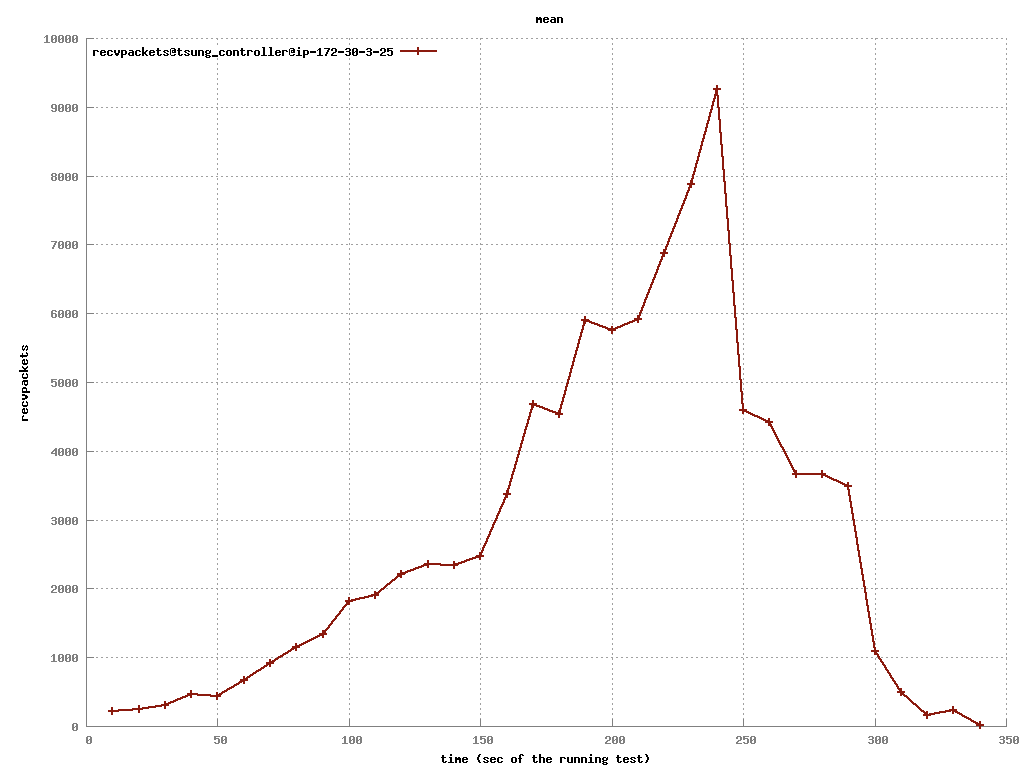 mean
recvpackets@tsung_controller@ip-172-30-3-25
10000
9000
8000
7000
6000
5000
4000
3000
2000
1000
0
recvpackets
0 50 100 150 200 250 300 350
time (sec of the running test)